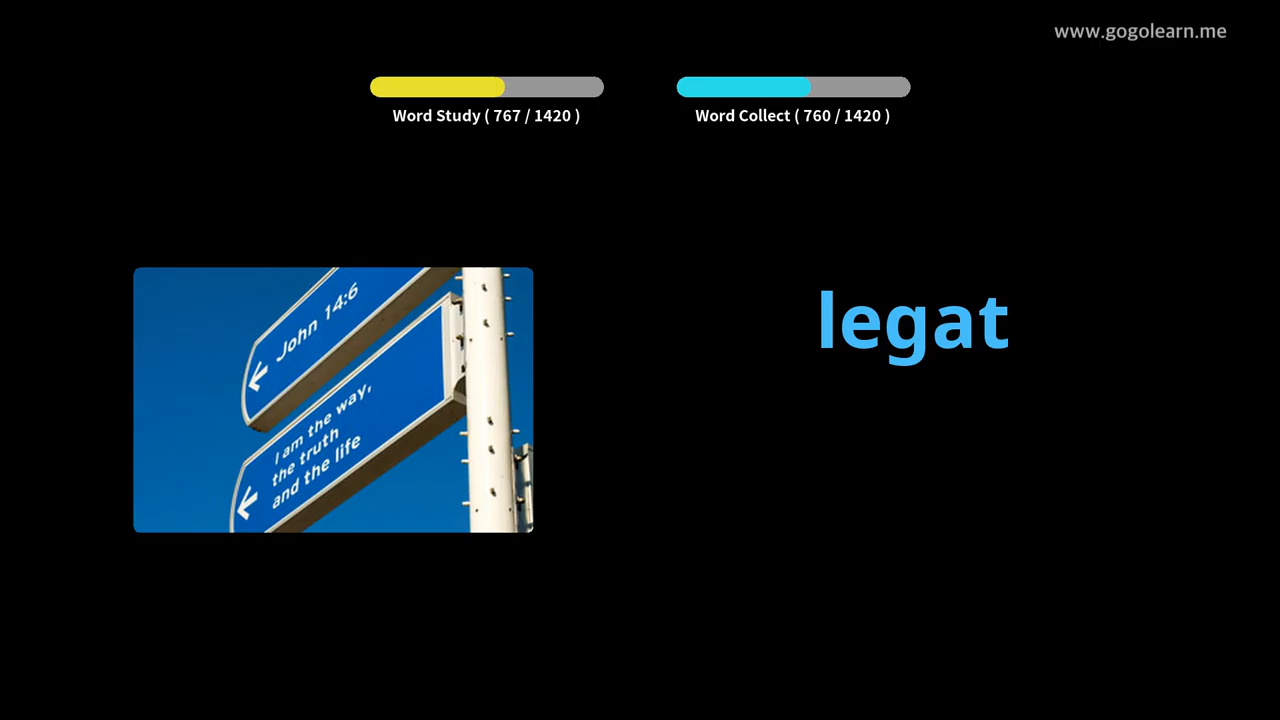 www.gogolearn.me
Word Study ( 767 / 1420 )
Word Collect ( 760 / 1420 )
John 14:6
I am the way,
the truth
and the life
legat